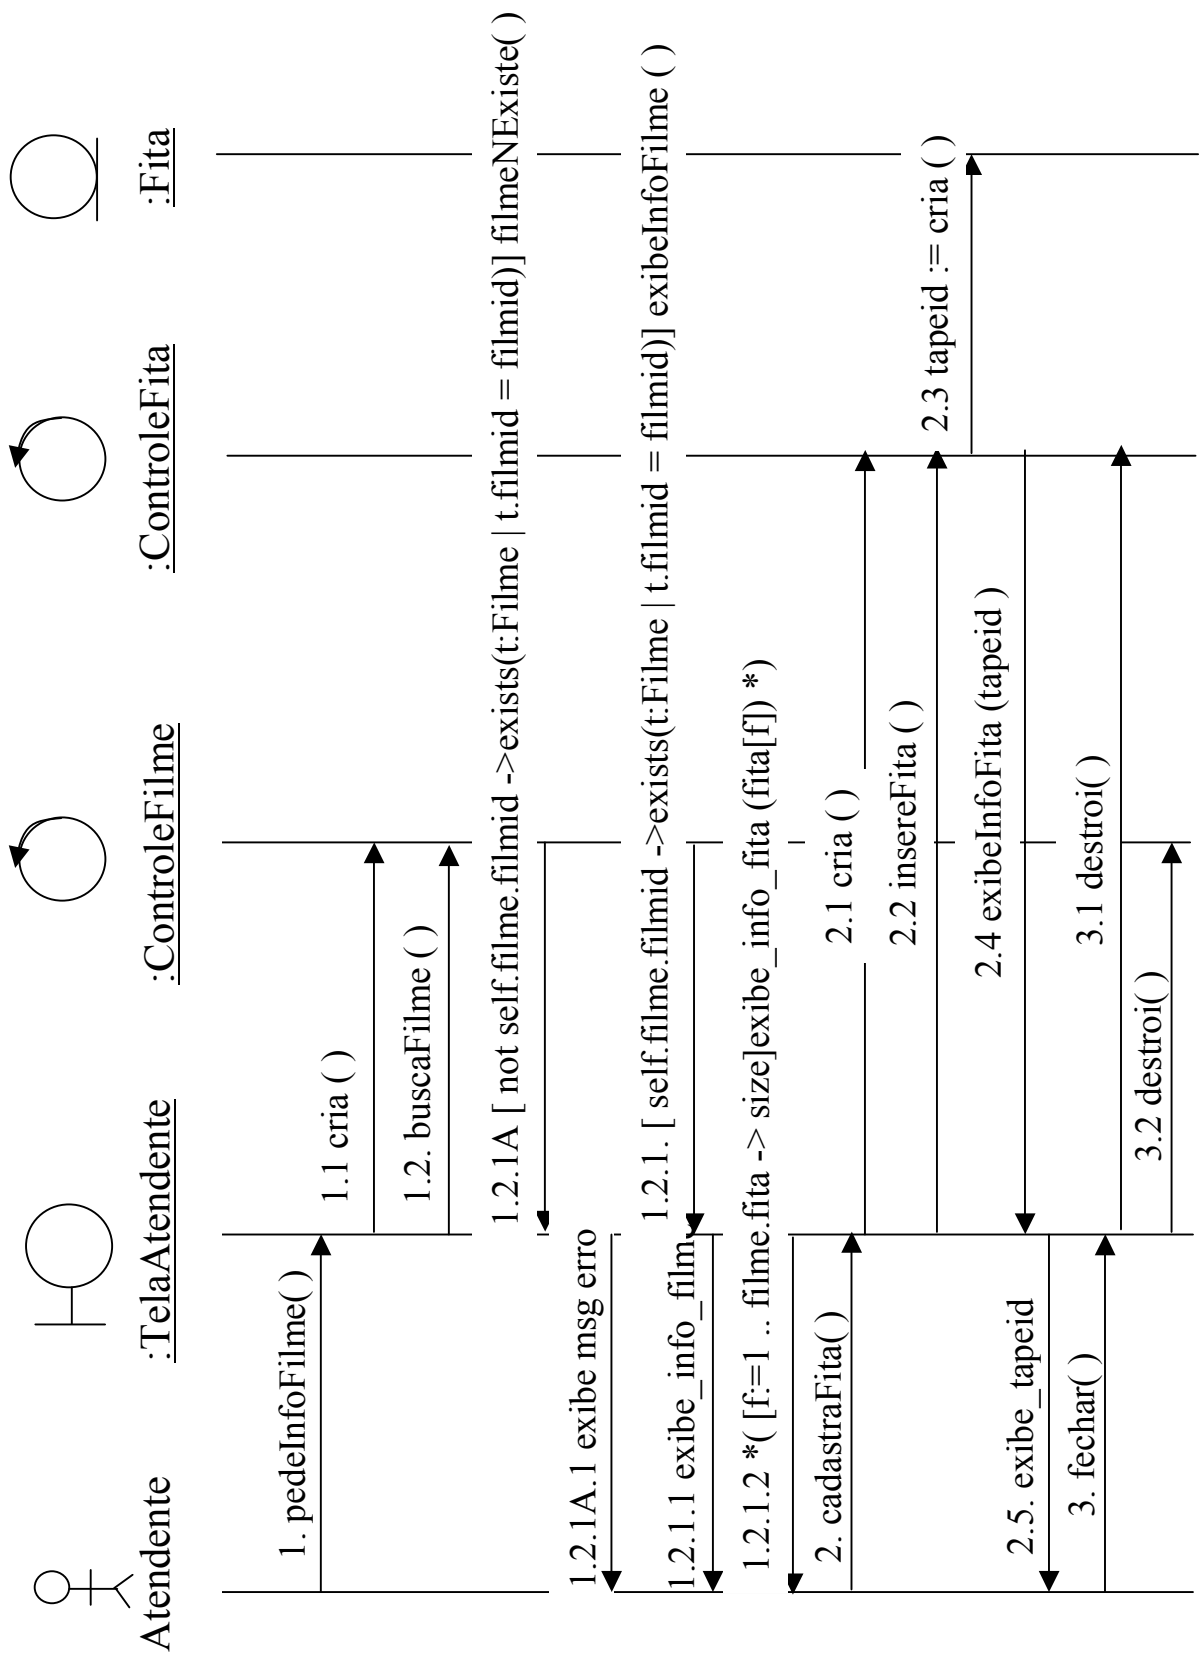 Atendente
:TelaAtendente
:ControleFilme
:ControleFita
:Fita
1. pedeInfoFilme( )
1.1 cria ( )
1.2. buscaFilme ( )
1.2.1A [ not self.filme.filmid ->exists(t:Filme | t.filmid = filmid)] filmeNExiste( )
1.2.1A.1 exibe msg erro
1.2.1. [ self.filme.filmid ->exists(t:Filme | t.filmid = filmid)] exibeInfoFilme ( )
1.2.1.1 exibe_info_film
1.2.1.2 *( [f:=1 .. filme.fita -> size]exibe_info_fita (fita[f]) *)
2. cadastraFita( )
2.1 cria ( )
2.2 insereFita ( )
2.3 tapeid := cria ( )
2.4 exibeInfoFita (tapeid )
2.5. exibe_tapeid
3. fechar( )
3.1 destroi( )
3.2 destroi( )